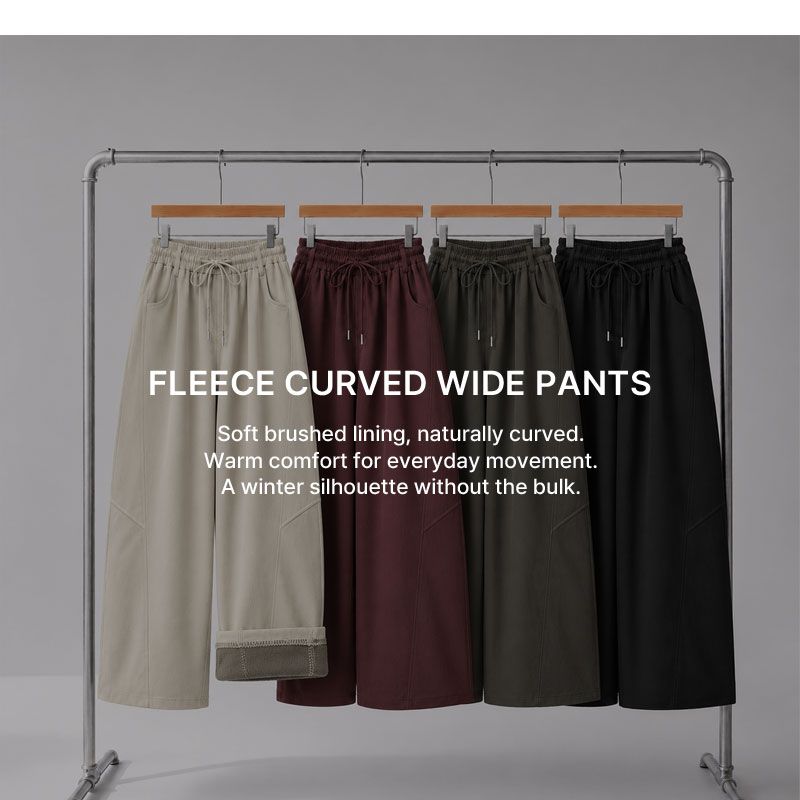 FLEECE CURVED WIDE PANTS
Soft brushed lining, naturally curved.
Warm comfort for everyday movement.
A winter silhouette without the bulk.